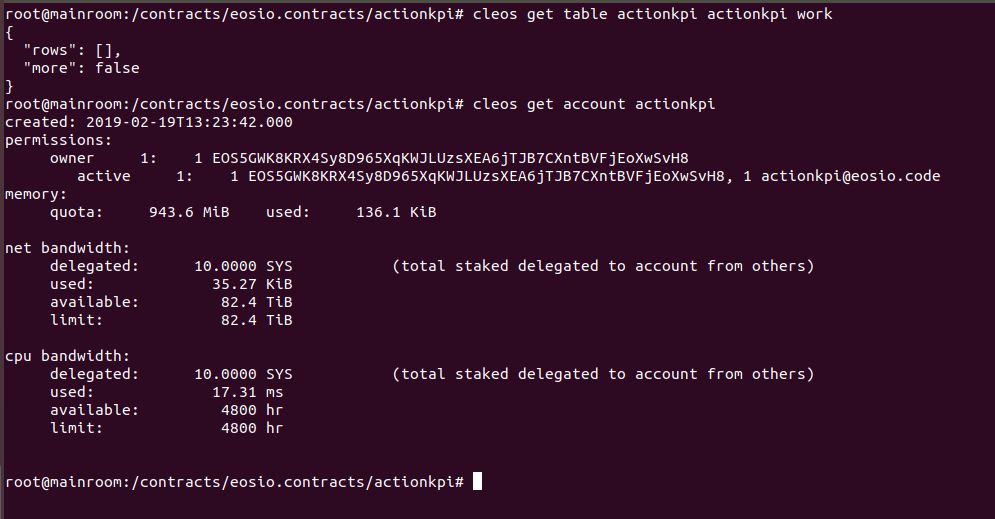 root@mainroom:/contracts/eosio.contracts/actionkpi# cleos get table actionkpi actionkpi work
{
  "rows": [],
  "more": false
}
root@mainroom:/contracts/eosio.contracts/actionkpi# cleos get account actionkpi
created: 2019-02-19T13:23:42.000
permissions:
     owner     1:    1 EOS5GWK8KRX4Sy8D965XqKWJLUzsXEA6jTJB7CXntBVFjEoXwSvH8
        active     1:    1 EOS5GWK8KRX4Sy8D965XqKWJLUzsXEA6jTJB7CXntBVFjEoXwSvH8, 1 actionkpi@eosio.code
memory:
     quota:     943.6 MiB    used:     136.1 KiB

net bandwidth:
     delegated:      10.0000 SYS           (total staked delegated to account from others)
     used:             35.27 KiB
     available:         82.4 TiB
     limit:             82.4 TiB

cpu bandwidth:
     delegated:      10.0000 SYS           (total staked delegated to account from others)
     used:             17.31 ms
     available:         4800 hr
     limit:             4800 hr

root@mainroom:/contracts/eosio.contracts/actionkpi#